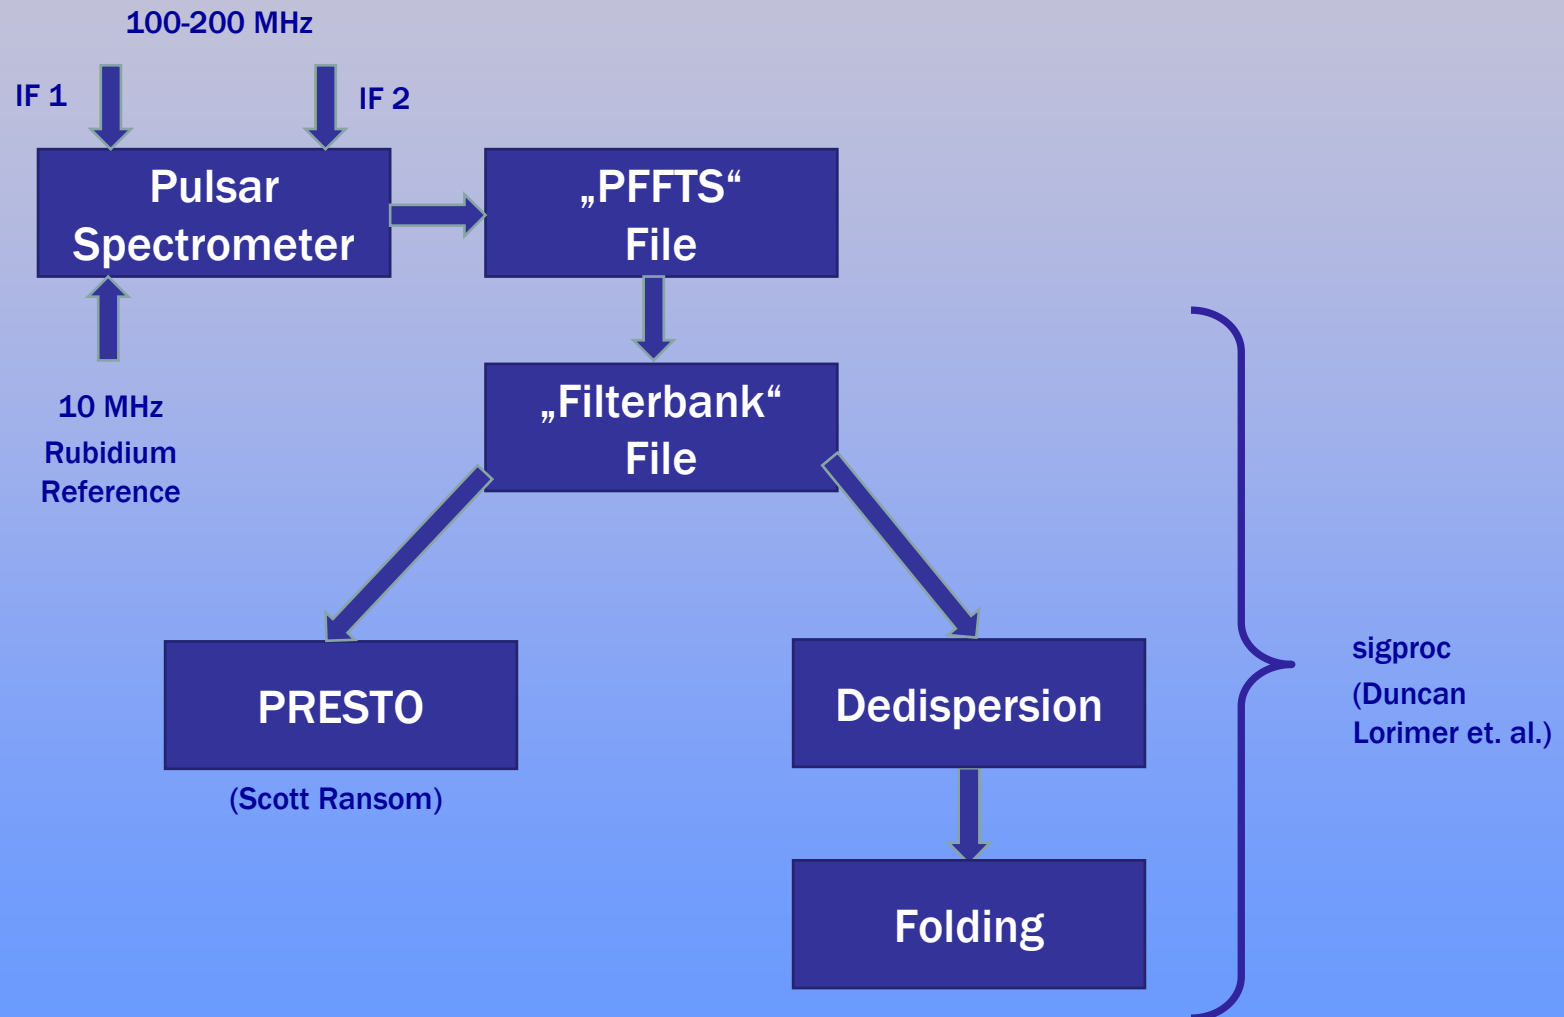 100-200 MHz
IF 1
IF 2
Pulsar
Spectrometer
„PFFTS“
File
10 MHz
Rubidium
Reference
„Filterbank“
File
PRESTO
(Scott Ransom)
Dedispersion
Folding
sigproc
(Duncan
Lorimer et. al.)